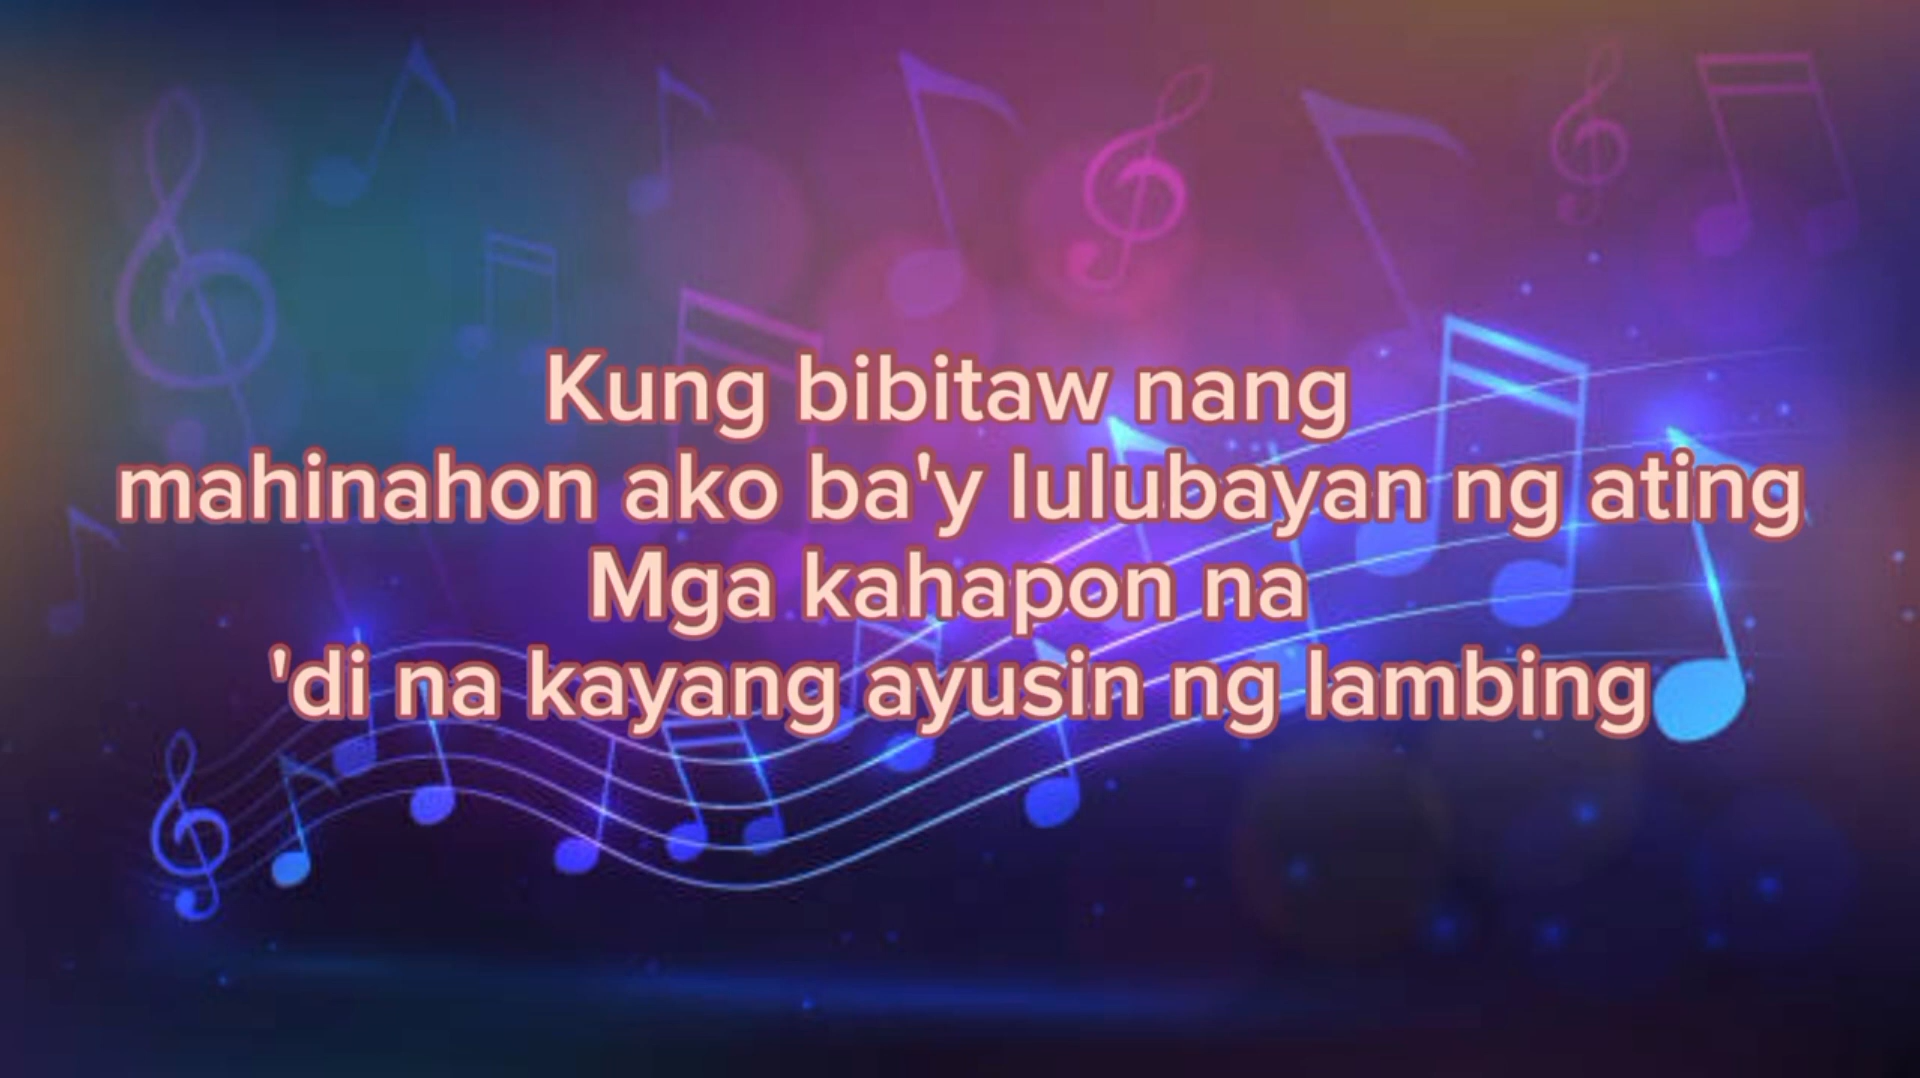 Kung bibitaw nang
mahinahon ako ba'y lulubayan ng ating
Mga kahapon na
'di na kayang ayusin ng lambing